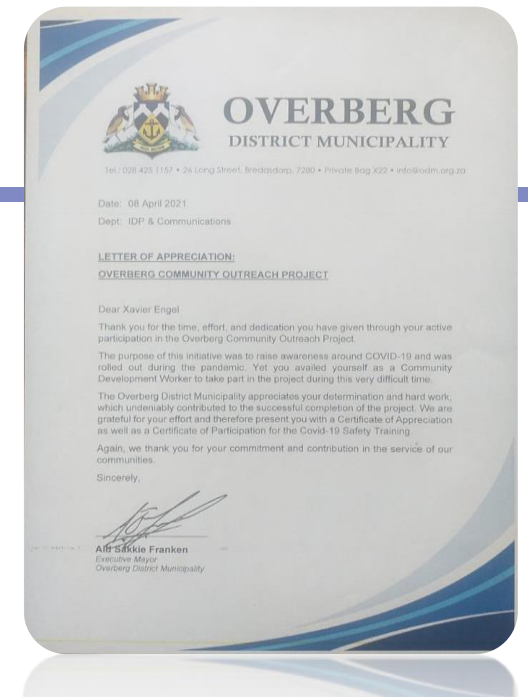 OVERBERG
DISTRICT MUNICIPALITY
Tel.: 028 425 1157 • 26 Long Street, Bredasdorp, 7280 • Private Bag X22 • info@odm.org.za
Date: 08 April 2021
Dept: IDP & Communications
LETTER OF APPRECIATION:
OVERBERG COMMUNITY OUTREACH PROJECT
Dear Xavier Engel
Thank you for the time, effort, and dedication you have given through your active
participation in the Overberg Community Outreach Project.
The purpose of this initiative was to raise awareness around COVID-19 and was
rolled out during the pandemic. Yet you availed yourself as a Community
Development Worker to take part in the project during this very difficult time.
The Overberg District Municipality appreciates your determination and hard work,
which undeniably contributed to the successful completion of the project. We are
grateful for your effort and therefore present you with a Certificate of Appreciation
as well as a Certificate of Participation for the Covid-19 Safety Training.
Again, we thank you for your commitment and contribution in the service of our
communities.
Sincerely,
Ald Sakkie Franken
Executive Mayor
Overberg District Municipality